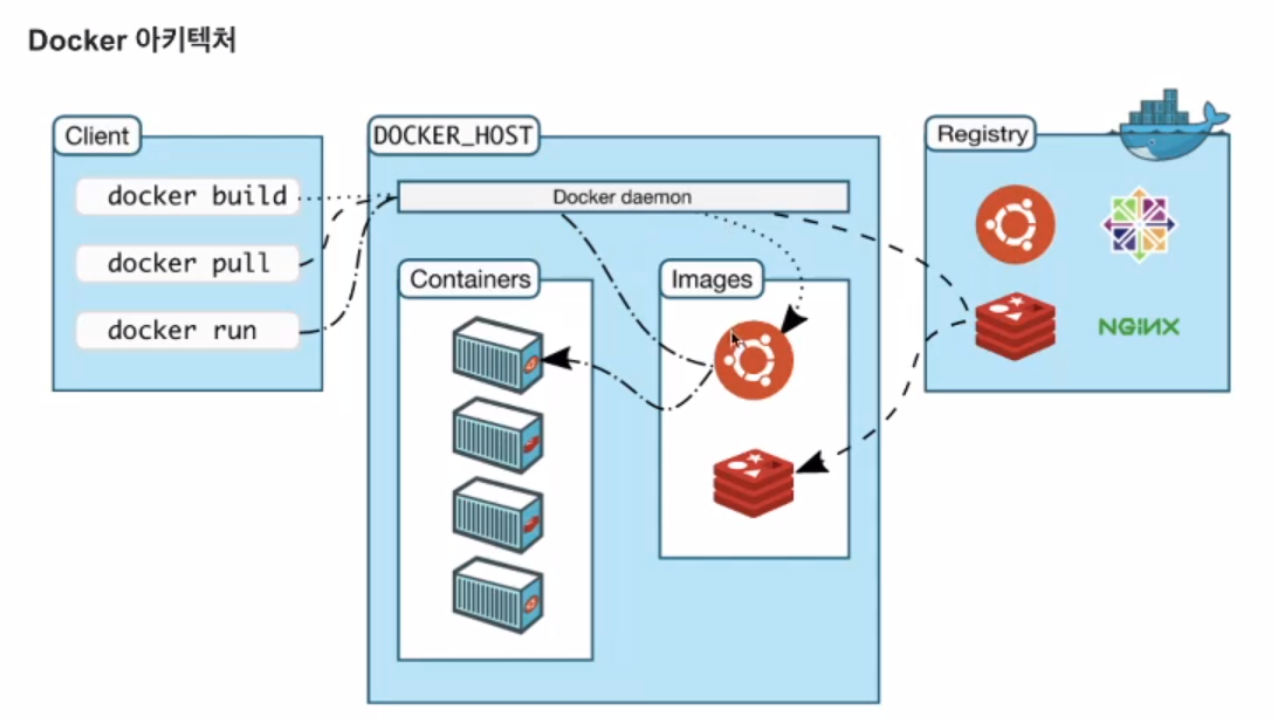 Docker 아키텍처
Client
docker build
docker pull
docker run
DOCKER_HOST
Docker daemon
Containers
Images
Registry
NGiNX